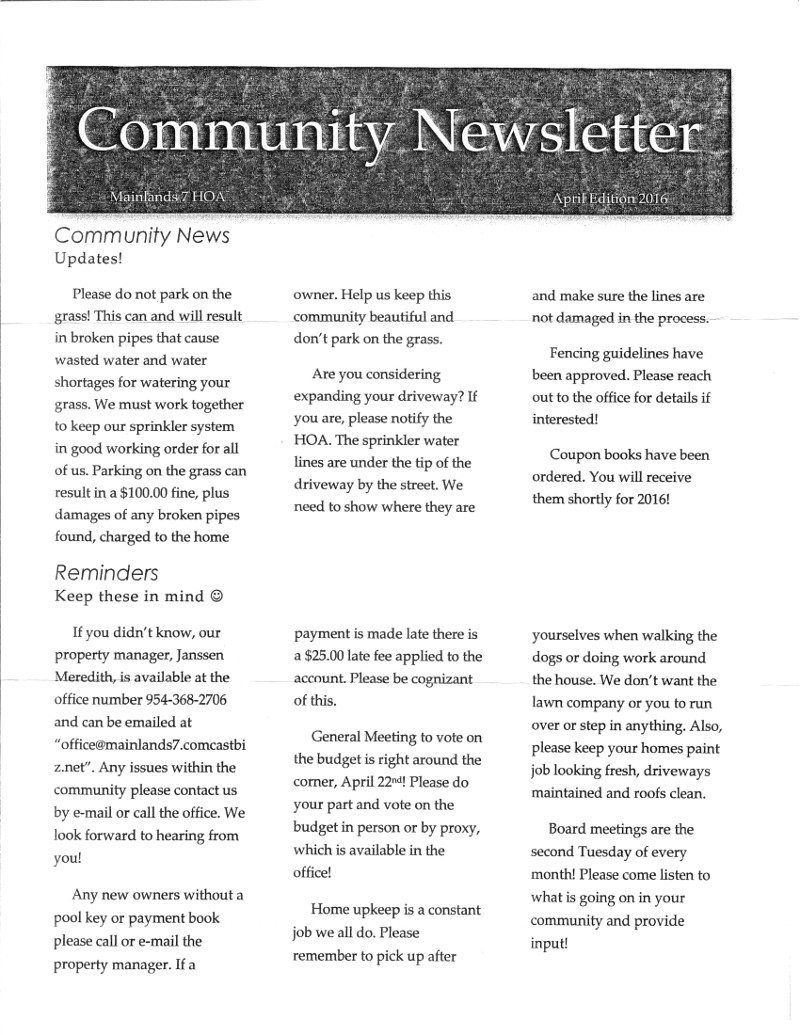 Community Newsletter
Mainlands 7 HOA
April Edition 2016
Community News
Updates!
Please do not park on the
grass! This can and will result
in broken pipes that cause
wasted water and water
shortages for watering your
grass. We must work together
to keep our sprinkler system
in good working order for all
of us. Parking on the grass can
result in a $100.00 fine, plus
damages of any broken pipes
found, charged to the home
owner. Help us keep this
community beautiful and
don't park on the grass.
Are you considering
expanding your driveway? If
you are, please notify the
HOA. The sprinkler water
lines are under the tip of the
driveway by the street. We
need to show where they are
and make sure the lines are
not damaged in the process.
Fencing guidelines have
been approved. Please reach
out to the office for details if
interested!
Coupon books have been
ordered. You will receive
them shortly for 2016!
Reminders
Keep these in mind ☺
If you didn't know, our
property manager, Janssen
Meredith, is available at the
office number 954-368-2706
and can be emailed at
"office@mainlands7.comcastbi
z.net". Any issues within the
community please contact us
by e-mail or call the office. We
look forward to hearing from
you!
Any new owners without a
pool key or payment book
please call or e-mail the
property manager. If a
payment is made late there is
a $25.00 late fee applied to the
account. Please be cognizant
of this.
General Meeting to vote on
the budget is right around the
corner, April 22nd! Please do
your part and vote on the
budget in person or by proxy,
which is available in the
office!
Home upkeep is a constant
job we all do. Please
remember to pick up after
yourselves when walking the
dogs or doing work around
the house. We don't want the
lawn company or you to run
over or step in anything. Also,
please keep your homes paint
job looking fresh, driveways
maintained and roofs clean.
Board meetings are the
second Tuesday of every
month! Please come listen to
what is going on in your
community and provide
input!